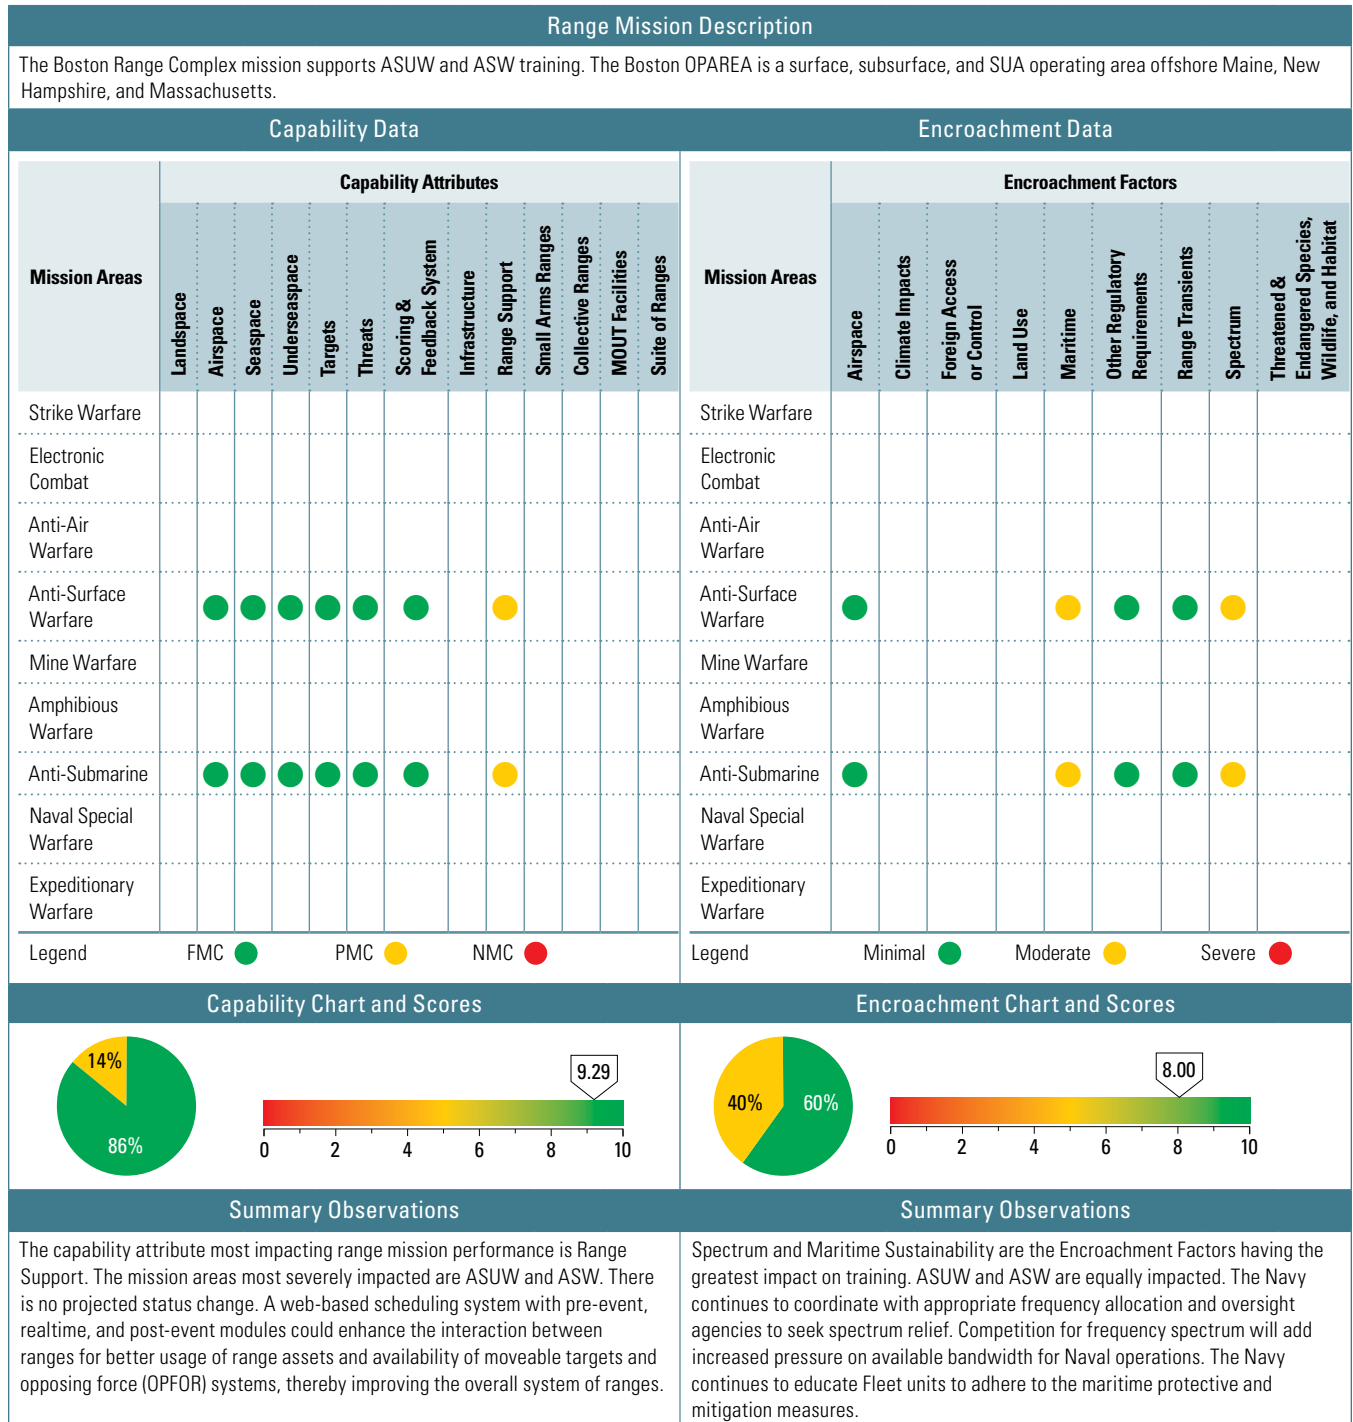 Range Mission Description
The Boston Range Complex mission supports ASUW and ASW training. The Boston OPAREA is a surface, subsurface, and SUA operating area offshore Maine, New
Hampshire, and Massachusetts.
Capability Data
Mission Areas
Capability Attributes
Landspace
Airspace
Seaspace
Underseaspace
Targets
Threats
Scoring &
Feedback System
Infrastructure
Range Support
Small Arms Ranges
Collective Ranges
MOUT Facilities
Suite of Ranges
Strike Warfare
Electronic
Combat
Anti-Air
Warfare
Anti-Surface
Warfare
Mine Warfare
Amphibious
Warfare
Anti-Submarine
Naval Special
Warfare
Expeditionary
Warfare
Legend FMC PMC NMC
Encroachment Data
Mission Areas
Encroachment Factors
Airspace
Climate Impacts
Foreign Access
or Control
Land Use
Maritime
Other Regulatory
Requirements
Range Transients
Spectrum
Threatened &
Endangered Species,
Wildlife, and Habitat
Strike Warfare
Electronic
Combat
Anti-Air
Warfare
Anti-Surface
Warfare
Mine Warfare
Amphibious
Warfare
Anti-Submarine
Naval Special
Warfare
Expeditionary
Warfare
Legend Minimal Moderate Severe
Capability Chart and Scores
14%
86%
9.29
0 2 4 6 8 10
Encroachment Chart and Scores
40% 60%
8.00
0 2 4 6 8 10
Summary Observations
The capability attribute most impacting range mission performance is Range
Support. The mission areas most severely impacted are ASUW and ASW. There
is no projected status change. A web-based scheduling system with pre-event,
realtime, and post-event modules could enhance the interaction between
ranges for better usage of range assets and availability of moveable targets and
opposing force (OPFOR) systems, thereby improving the overall system of ranges.
Summary Observations
Spectrum and Maritime Sustainability are the Encroachment Factors having the
greatest impact on training. ASUW and ASW are equally impacted. The Navy
continues to coordinate with appropriate frequency allocation and oversight
agencies to seek spectrum relief. Competition for frequency spectrum will add
increased pressure on available bandwidth for Naval operations. The Navy
continues to educate Fleet units to adhere to the maritime protective and
mitigation measures.